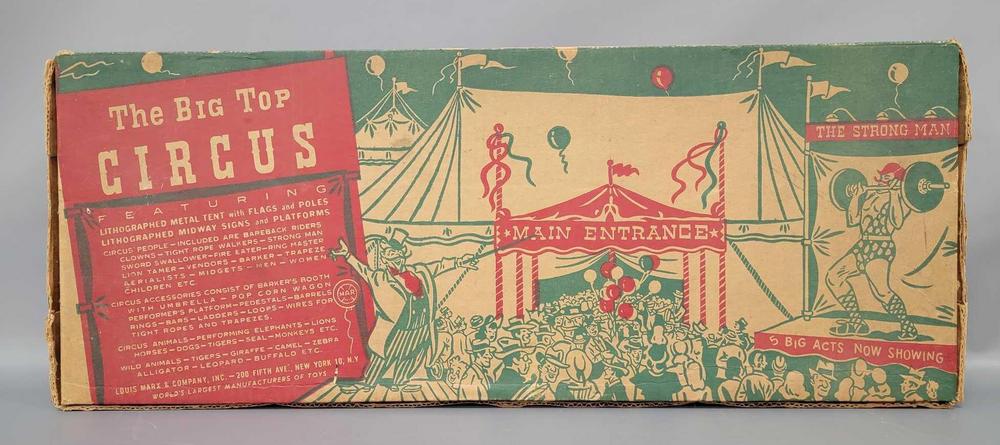 The Big Top
CIRCUS
FEATURING
LITHOGRAPHED METAL TENT with FLAGS and POLES
LITHOGRAPHED MIDWAY SIGNS and PLATFORMS
CIRCUS PEOPLE—INCLUDED ARE BAREBACK RIDERS
CLOWNS—TIGHT ROPE WALKERS—STRONG MAN
SWORD SWALLOWER—FIRE EATER—RING MASTER
LION TAMER—VENDORS—BARKER—TRAPEZE
AERIALISTS—MIDGETS—MEN—WOMEN
CHILDREN ETC.
CIRCUS ACCESSORIES CONSIST OF BARKER'S BOOTH
WITH UMBRELLA—POP CORN WAGON
PERFORMER'S PLATFORM—PEDESTALS—BARRELS
RINGS—BARS—LADDERS—LOOPS—WIRES FOR
TIGHT ROPES AND TRAPEZES
CIRCUS ANIMALS—PERFORMING ELEPHANTS—LIONS
HORSES—DOGS—TIGERS—SEAL—MONKEYS ETC.
WILD ANIMALS—TIGERS—GIRAFFE—CAMEL—ZEBRA
ALLIGATOR—LEOPARD—BUFFALO ETC.
LOUIS MARX & COMPANY, INC.—200 FIFTH AVE., NEW YORK 10, N.Y
WORLD'S LARGEST MANUFACTURERS OF TOYS
MAR
MAIN ENTRANCE
THE STRONG MAN
5 BIG ACTS NOW SHOWING